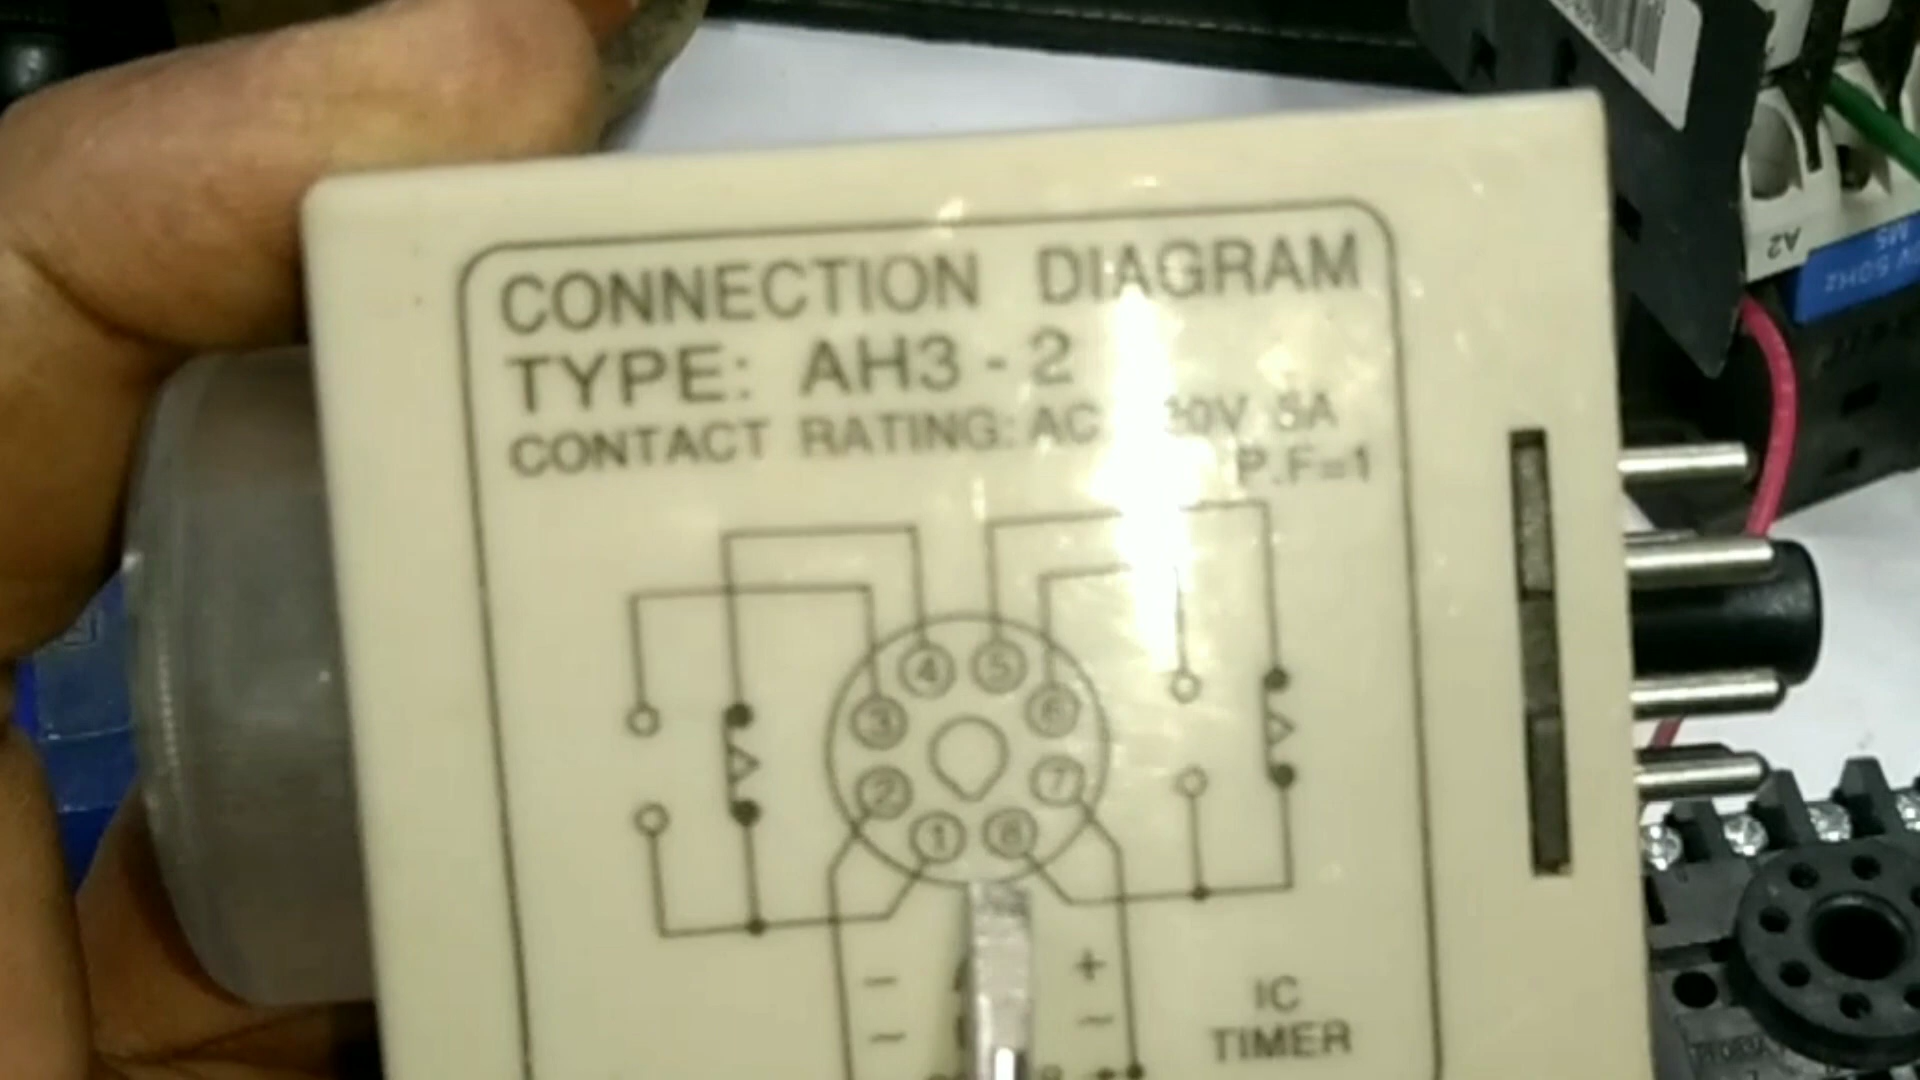 CONNECTION DIAGRAM
TYPE: AH3 - 2
CONTACT RATING: AC 5A
P.F=1
4 5
3 6
2 7
1 8
- +
~ ~
IC
TIMER
A2
50HZ